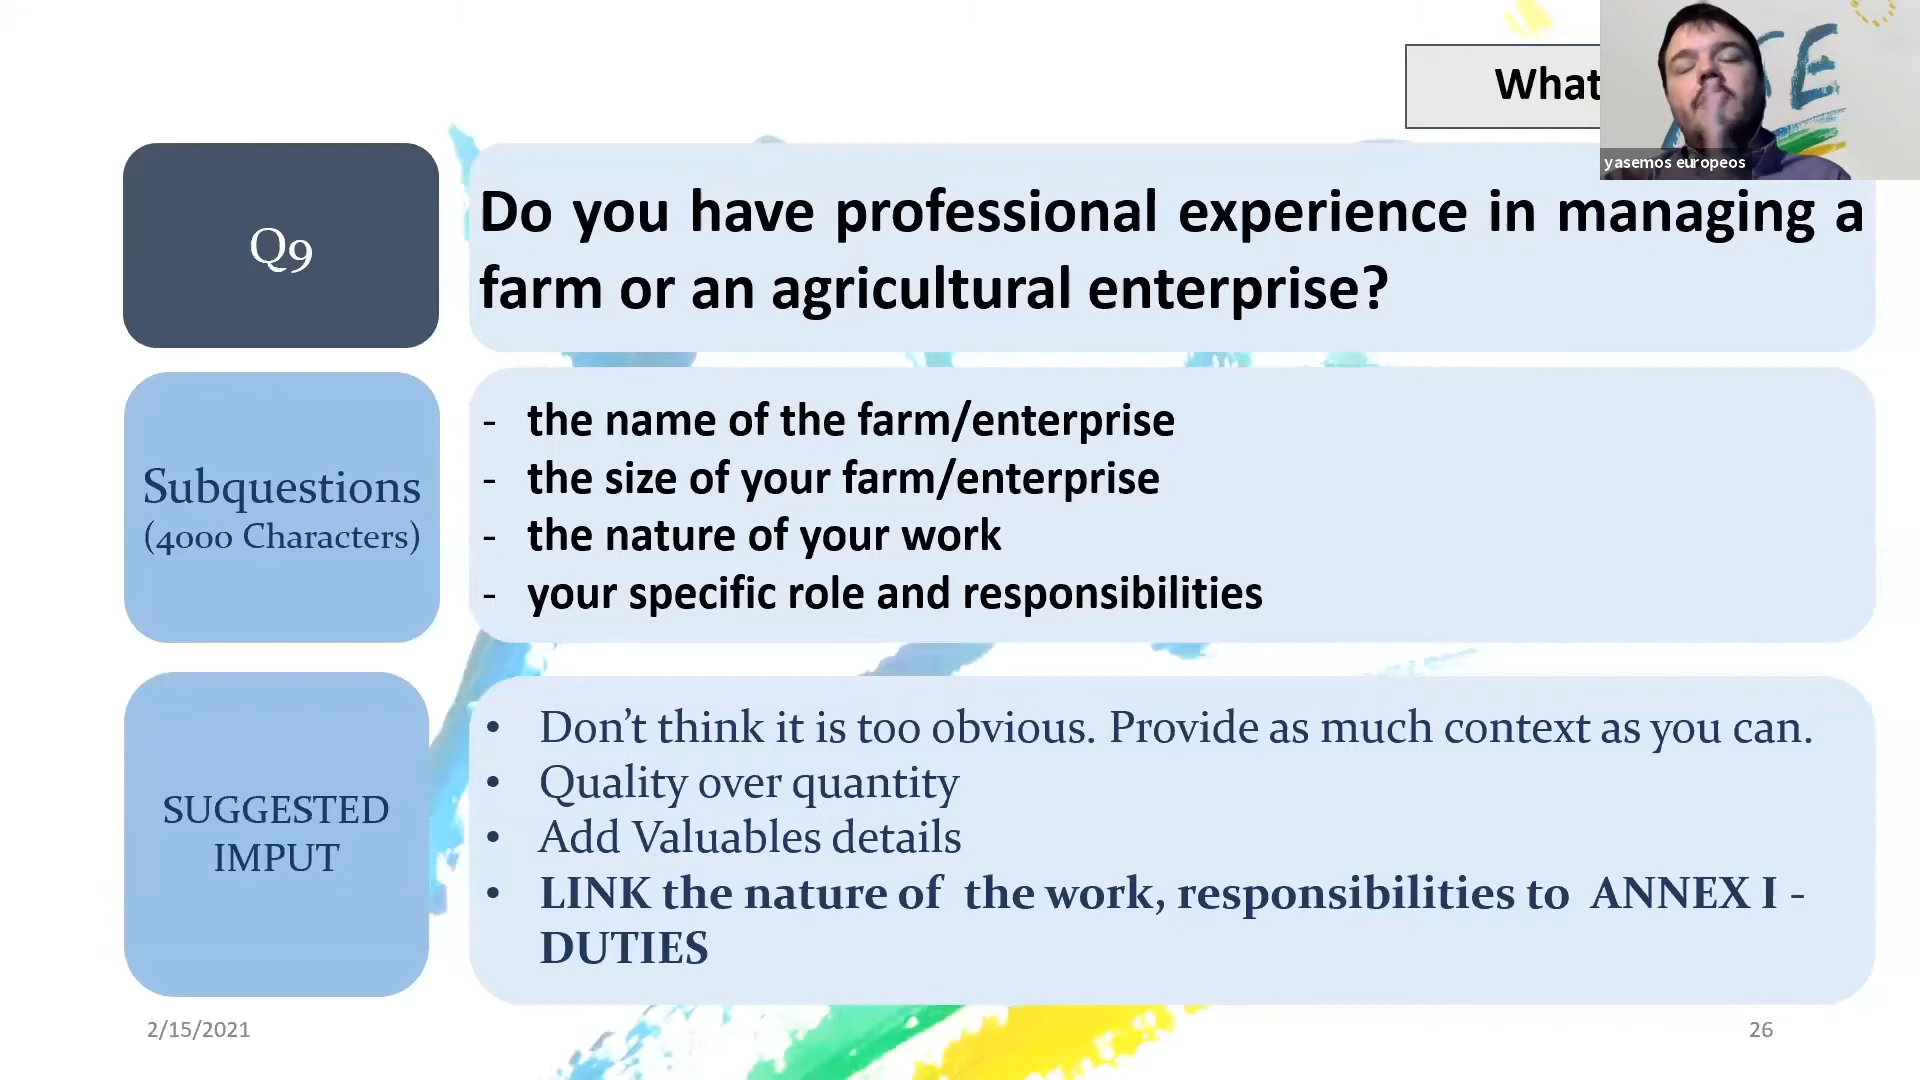 What
yasemos europeos
Q9
Do you have professional experience in managing a
farm or an agricultural enterprise?
Subquestions
(4000 Characters)
- the name of the farm/enterprise
- the size of your farm/enterprise
- the nature of your work
- your specific role and responsibilities
SUGGESTED
IMPUT
• Don’t think it is too obvious. Provide as much context as you can.
• Quality over quantity
• Add Valuables details
• LINK the nature of the work, responsibilities to ANNEX I -
DUTIES
2/15/2021
26